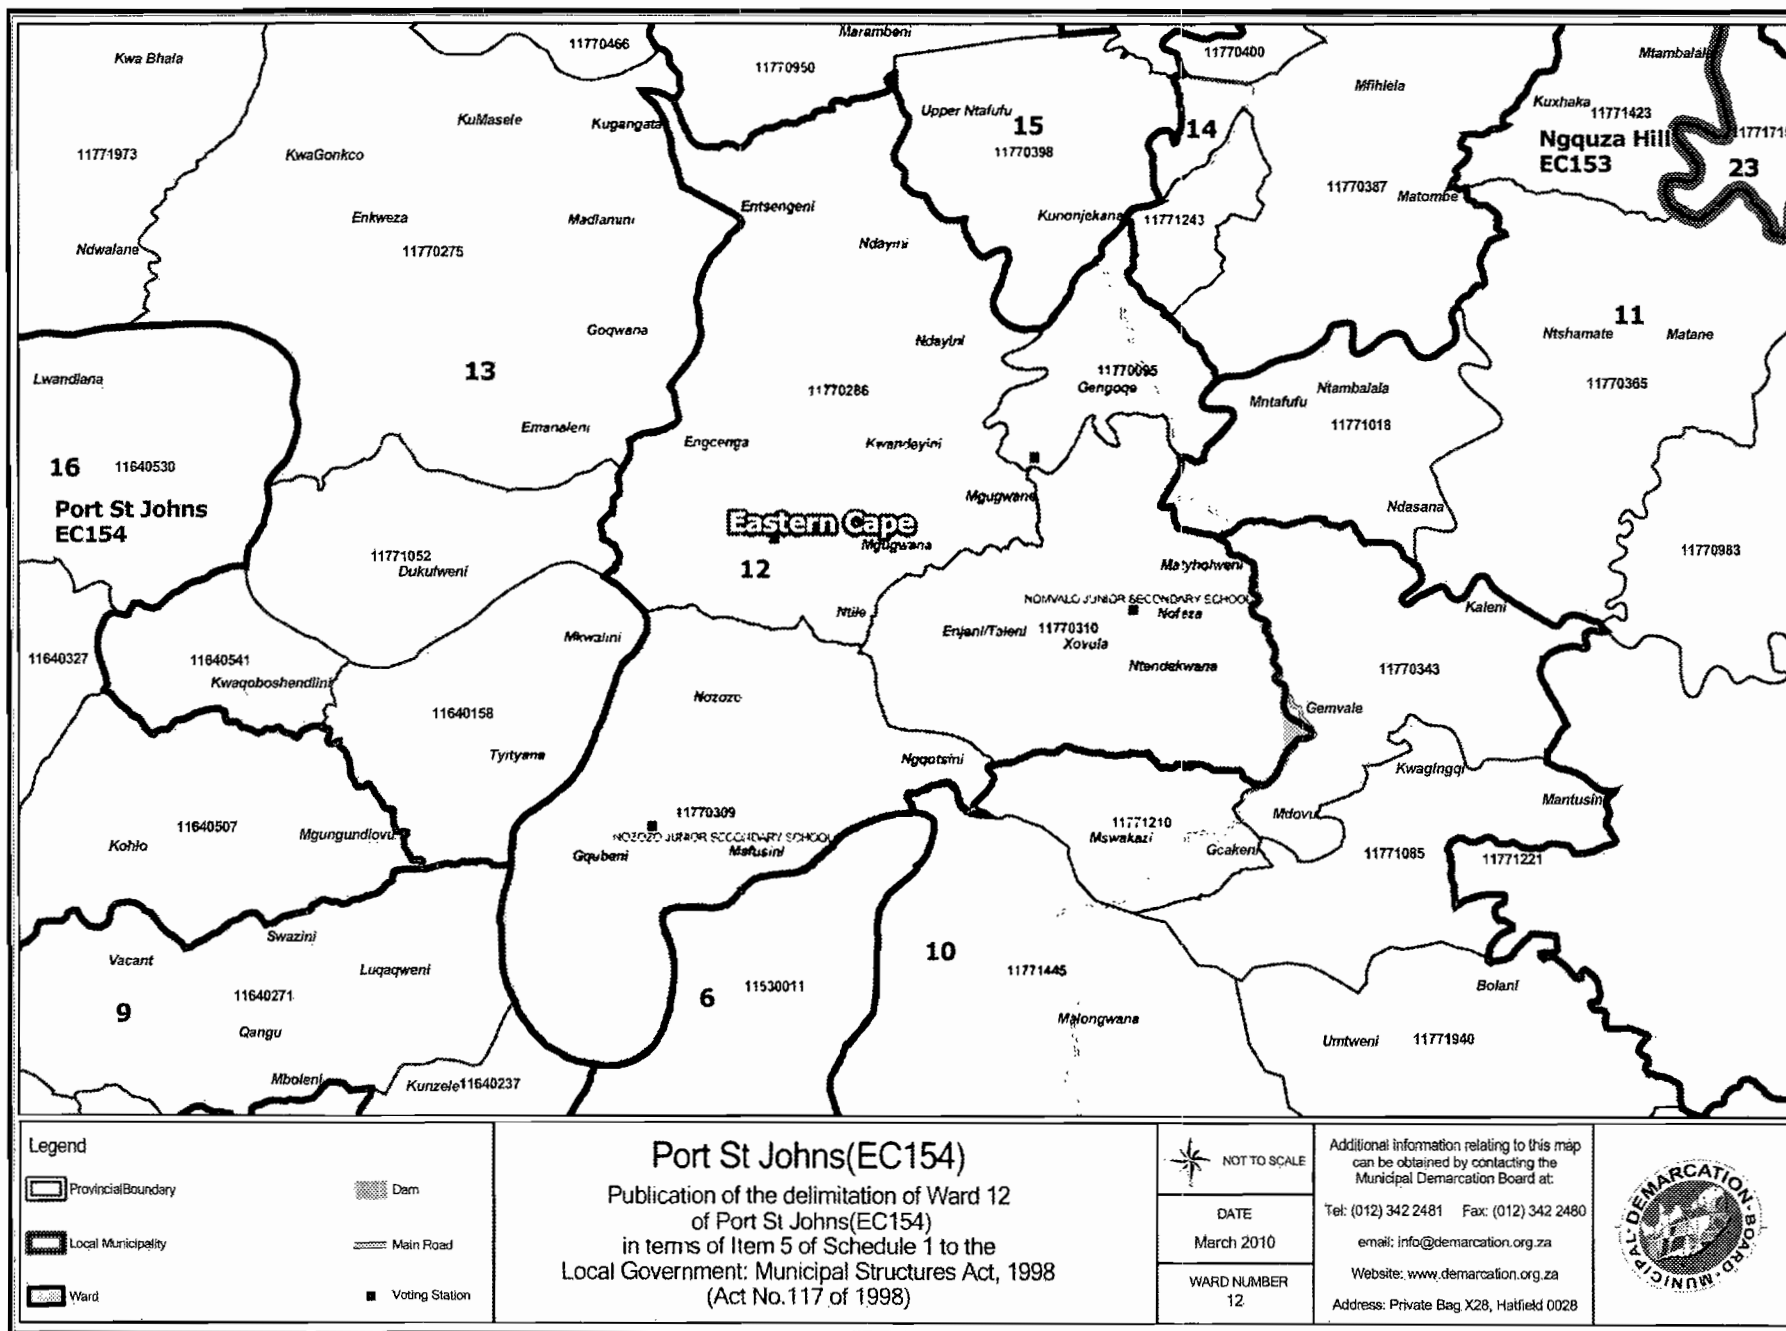 Marambeni
11770466
11770400
Kwa Bhala
11770950
Mtambalala
Mfihlela
Upper Ntafufu
Kuxhaka
11771423
KuMasele
Kugangata
15
14
11771973
KwaGonkco
11770398
Ngquza Hill
EC153
23
11770387
Matombe
Enkweza
Madlamini
Entsengeni
Kunonjekana
11771243
Ndwalane
11770275
Ndayini
Goqwana
Ndayini
11
Ntshamate
Matane
Lwandlana
13
11770286
11770095
Gengoqe
Ntambalala
11770365
Mntafufu
Emanaleni
Engcenga
Kwandayini
11771018
16
11640530
Mgugwane
Port St Johns
EC154
Ndasana
Eastern Cape
Mgugwana
11771052
Dukufweni
12
Matyholweni
11770983
NOMVALO JUNIOR SECONDARY SCHOOL
Ntile
Nofeza
Kaleni
Mkwalini
Enjeni/Taleni
11770310
Xovula
11640327
11640541
Ntendekwana
11770343
Kwaqoboshendlini
Nozozo
Gemvale
11640158
Tyityana
Ngqotsini
Kwagingqi
Mantusini
11770309
Mdovu
11640507
Mgungundlovu
NOZOZO JUNIOR SECONDARY SCHOOL
11771210
Mswakazi
Kohlo
Gqubeni
Mafusini
Gcakeni
11771085
11771221
Swazini
Vacant
Luqaqweni
10
11771445
11640271
6
11530011
Bolani
9
Qangu
Malongwana
Umtweni
11771940
Mboleni
Kunzele
11640237
Legend
Provincial Boundary
Dam
Local Municipality
Main Road
Ward
Voting Station
Port St Johns(EC154)
Publication of the delimitation of Ward 12
of Port St Johns(EC154)
in terms of Item 5 of Schedule 1 to the
Local Government: Municipal Structures Act, 1998
(Act No.117 of 1998)
NOT TO SCALE
DATE
March 2010
WARD NUMBER
12
Additional information relating to this map
can be obtained by contacting the
Municipal Demarcation Board at:
Tel: (012) 342 2481 Fax: (012) 342 2480
email: info@demarcation.org.za
Website: www.demarcation.org.za
Address: Private Bag X28, Hatfield 0028
MUNICIPAL DEMARCATION BOARD